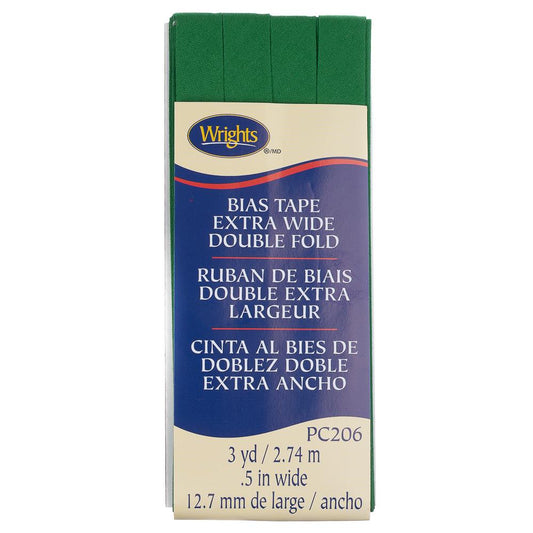 Wrights
®/MD
BIAS TAPE
EXTRA WIDE
DOUBLE FOLD
RUBAN DE BIAIS
DOUBLE EXTRA
LARGEUR
CINTA AL BIES DE
DOBLEZ DOBLE
EXTRA ANCHO
PC206
3 yd / 2.74 m
.5 in wide
12.7 mm de large / ancho